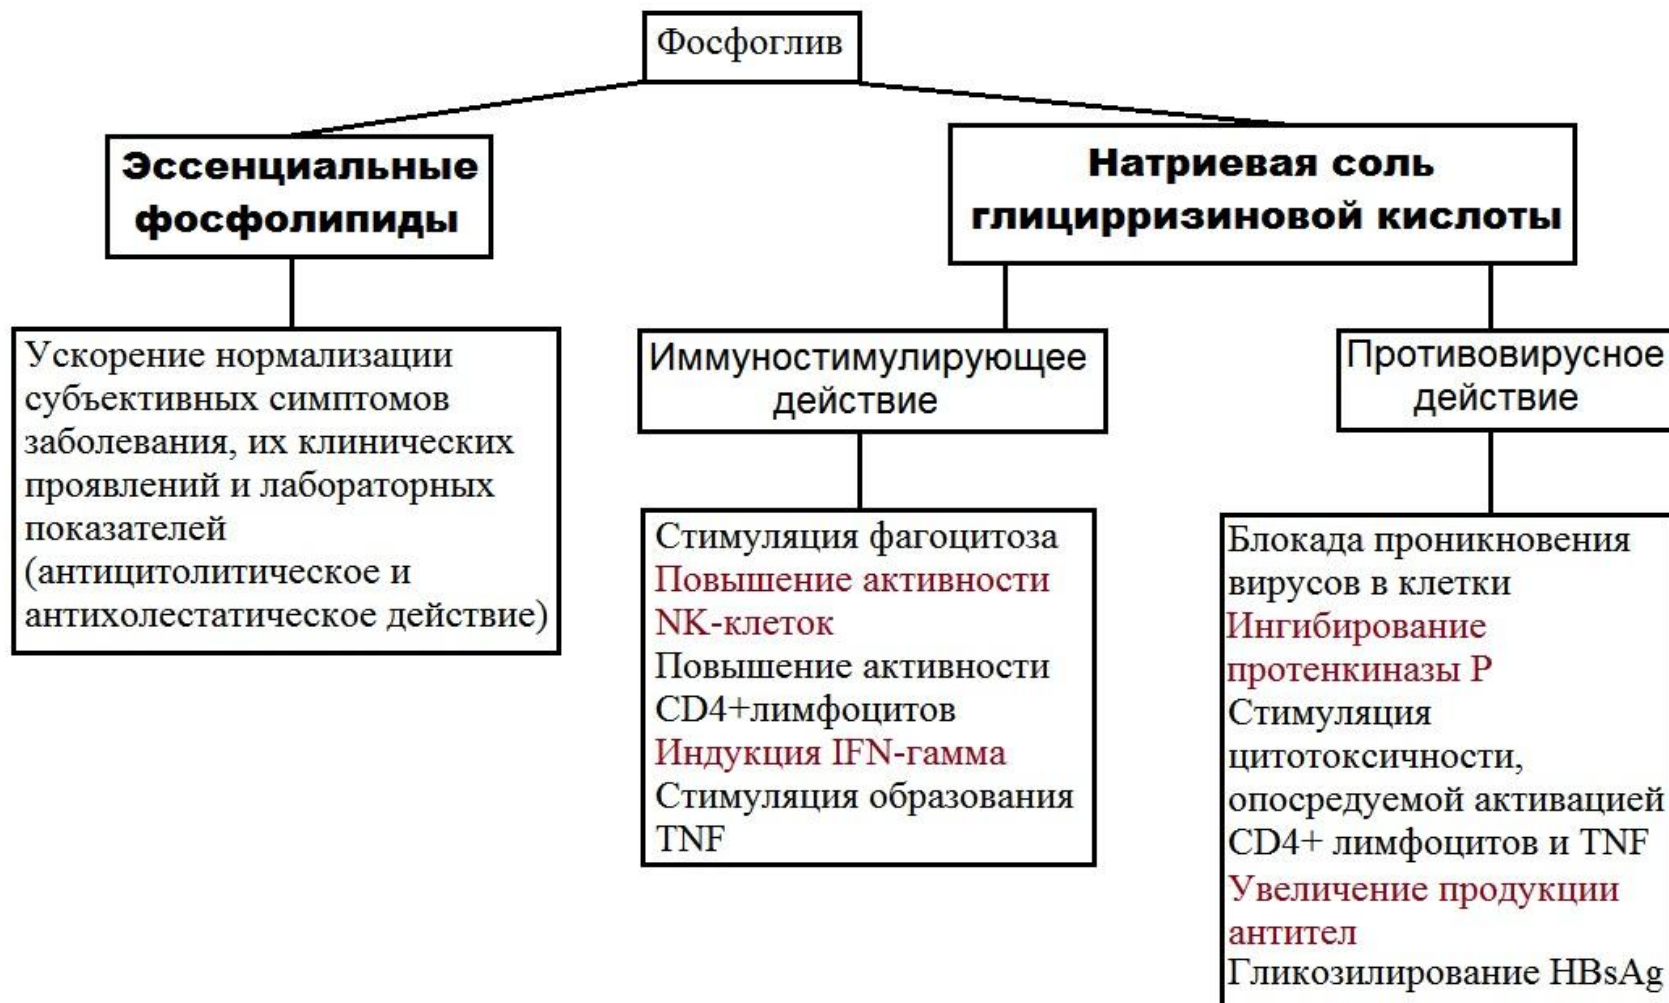 Фосфоглив
Эссенциальные
фосфолипиды
Натриевая соль
глицирризиновой кислоты
Ускорение нормализации
субъективных симптомов
заболевания, их клинических
проявлений и лабораторных
показателей
(антицитолитическое и
антихолестатическое действие)
Иммуностимулирующее
действие
Противовирусное
действие
Стимуляция фагоцитоза
Повышение активности
NK-клеток
Повышение активности
CD4+лимфоцитов
Индукция IFN-гамма
Стимуляция образования
TNF
Блокада проникновения
вирусов в клетки
Ингибирование
протенкиназы P
Стимуляция
цитотоксичности,
опосредуемой активацией
CD4+ лимфоцитов и TNF
Увеличение продукции
антител
Гликозилирование HBsAg